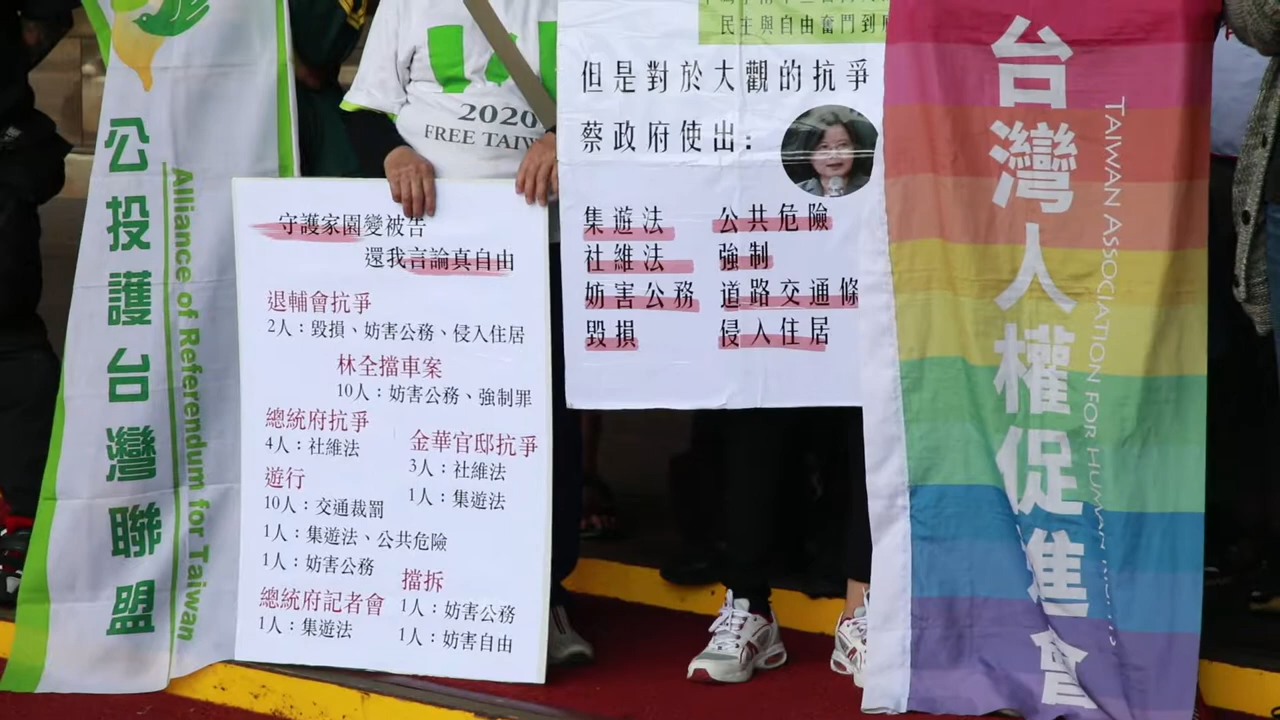 公投護台灣聯盟
Alliance of Referendum for Taiwan
2020
FREE
守護家園變被告
還我言論真自由
退輔會抗爭
2人：毀損、妨害公務、侵入住居
林全擋車案
10人：妨害公務、強制罪
總統府抗爭
4人：社維法
金華官邸抗爭
3人：社維法
1人：集遊法
遊行
10人：交通裁罰
1人：集遊法、公共危險
1人：妨害公務
擋拆
1人：妨害公務
1人：妨害自由
總統府記者會
1人：集遊法
民主與自由奮鬥到
但是對於大觀的抗爭
蔡政府使出：
集遊法 公共危險
社維法 強制
妨害公務 道路交通條
毀損 侵入住居
台灣人權促進會
TAIWAN ASSOCIATION FOR HUMAN